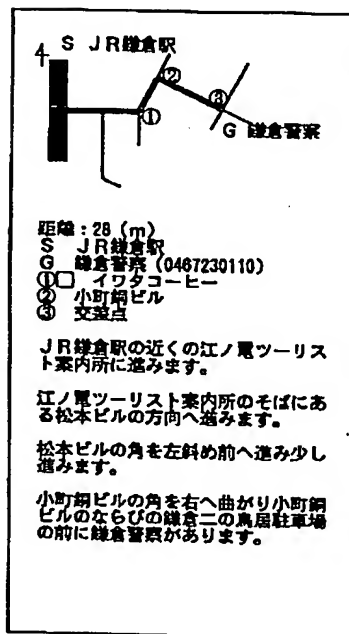 S JR鎌倉駅
②
③
①
G 鎌倉警察
距離：28（m）
S JR鎌倉駅
G 鎌倉警察（0467230110）
①□ イワタコーヒー
② 小町銅ビル
③ 交差点
JR鎌倉駅の近くの江ノ電ツーリス
ト案内所に進みます。
江ノ電ツーリスト案内所のそばにあ
る松本ビルの方向へ進みます。
松本ビルの角を左斜め前へ進み少し
進みます。
小町銅ビルの角を右へ曲がり小町銅
ビルのならびの鎌倉二の鳥居駐車場
の前に鎌倉警察があります。